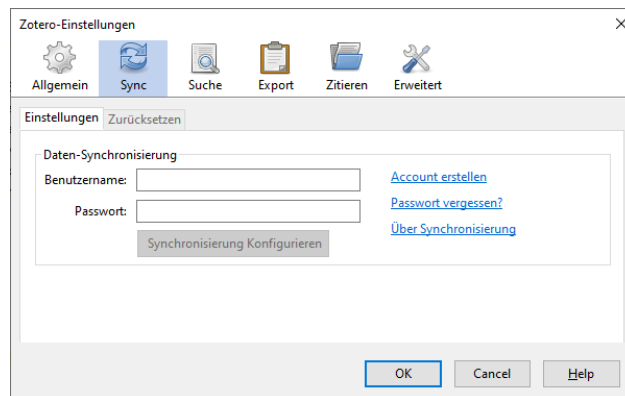 Zotero-Einstellungen
Allgemein Sync Suche Export Zitieren Erweitert
Einstellungen Zurücksetzen
Daten-Synchronisierung
Benutzername: Account erstellen
Passwort: Passwort vergessen?
Über Synchronisierung
Synchronisierung Konfigurieren
OK Cancel Help